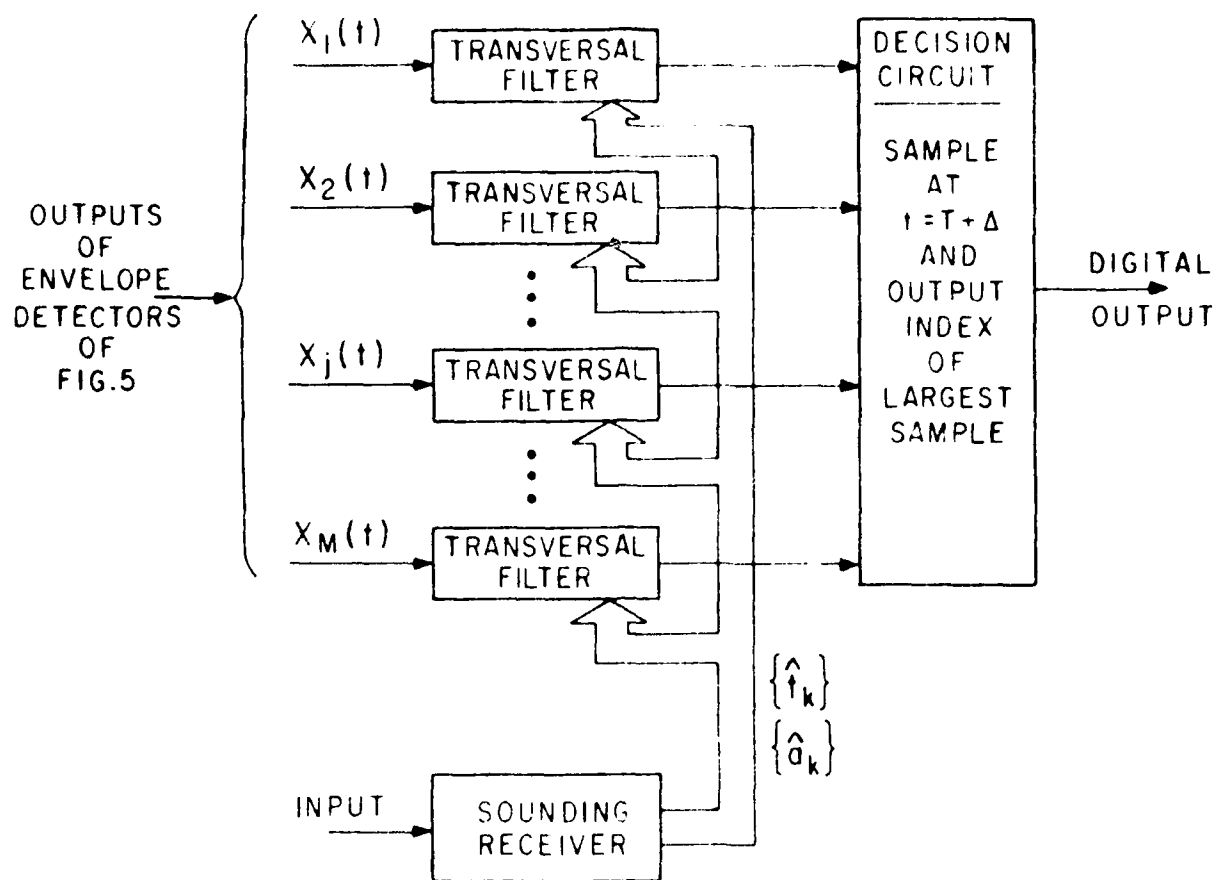 OUTPUTS
OF
ENVELOPE
DETECTORS
OF
FIG.5
X₁(t)
TRANSVERSAL
FILTER
X₂(t)
TRANSVERSAL
FILTER
Xⱼ(t)
TRANSVERSAL
FILTER
X_M(t)
TRANSVERSAL
FILTER
DECISION
CIRCUIT
SAMPLE
AT
t = T + Δ
AND
OUTPUT
INDEX
OF
LARGEST
SAMPLE
DIGITAL
OUTPUT
{t̂ₖ}
{âₖ}
INPUT
SOUNDING
RECEIVER